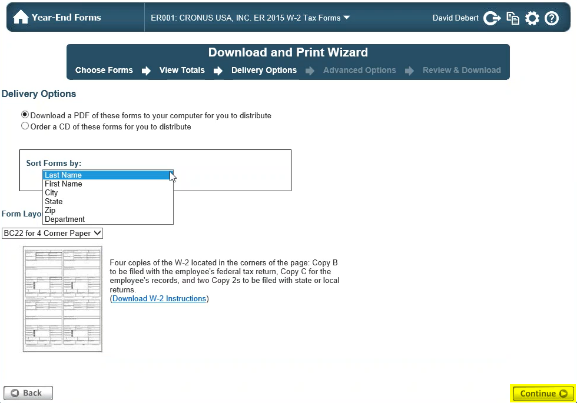 Year-End Forms
ER001: CRONUS USA, INC. ER 2015 W-2 Tax Forms
David Debert
Download and Print Wizard
Choose Forms View Totals Delivery Options Advanced Options Review & Download
Delivery Options
Download a PDF of these forms to your computer for you to distribute
Order a CD of these forms for you to distribute
Sort Forms by:
Last Name
First Name
City
State
Zip
Department
Form Layo
BC22 for 4 Corner Paper
Four copies of the W-2 located in the corners of the page: Copy B
to be filed with the employee's federal tax return, Copy C for the
employee's records, and two Copy 2s to be filed with state or local
returns.
(Download W-2 Instructions)
Back
Continue